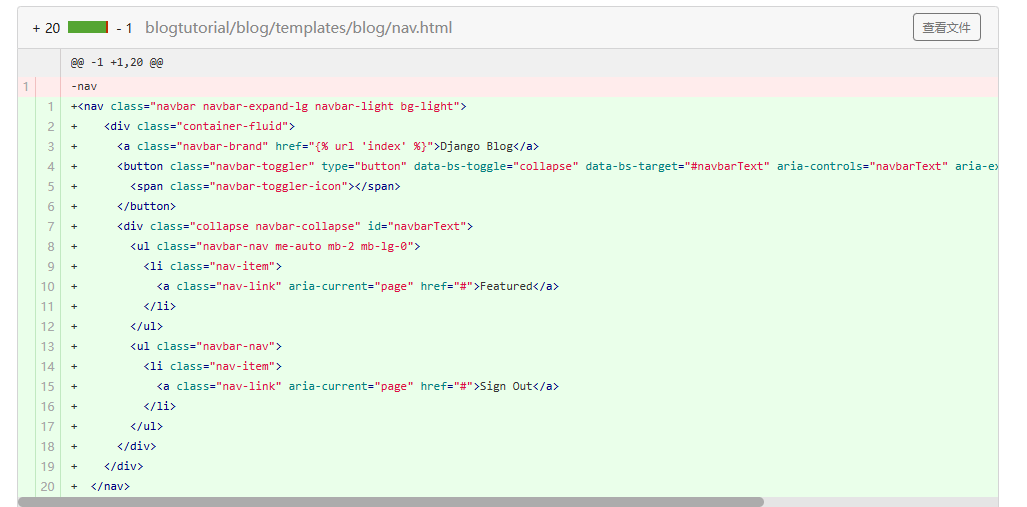 + 20 - 1 blogtutorial/blog/templates/blog/nav.html 查看文件
@@ -1 +1,20 @@
1 -nav
1 +<nav class="navbar navbar-expand-lg navbar-light bg-light">
2 +    <div class="container-fluid">
3 +      <a class="navbar-brand" href="{% url 'index' %}">Django Blog</a>
4 +      <button class="navbar-toggler" type="button" data-bs-toggle="collapse" data-bs-target="#navbarText" aria-controls="navbarText" aria-ex
5 +        <span class="navbar-toggler-icon"></span>
6 +      </button>
7 +      <div class="collapse navbar-collapse" id="navbarText">
8 +        <ul class="navbar-nav me-auto mb-2 mb-lg-0">
9 +          <li class="nav-item">
10 +            <a class="nav-link" aria-current="page" href="#">Featured</a>
11 +          </li>
12 +        </ul>
13 +        <ul class="navbar-nav">
14 +          <li class="nav-item">
15 +            <a class="nav-link" aria-current="page" href="#">Sign Out</a>
16 +          </li>
17 +        </ul>
18 +      </div>
19 +    </div>
20 +  </nav>